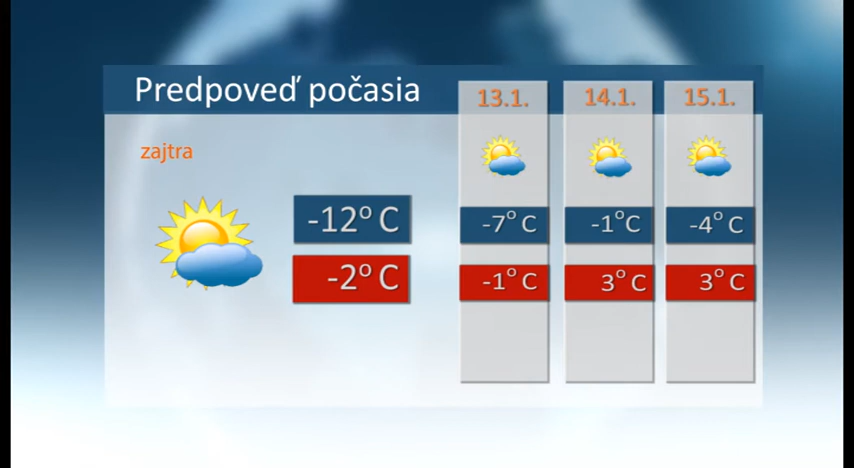 Predpoveď počasia
zajtra
-12°C
-2°C
13.1.
-7°C
-1°C
14.1.
-1°C
3°C
15.1.
-4°C
3°C